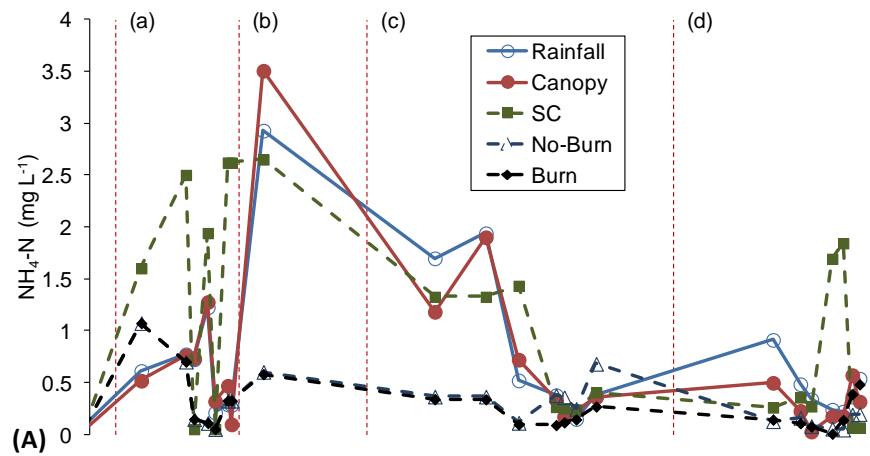 (a) (b) (c) (d)
4
3.5
3
2.5
2
1.5
1
0.5
0
NH4-N (mg L-1)
Rainfall
Canopy
SC
No-Burn
Burn
(A)